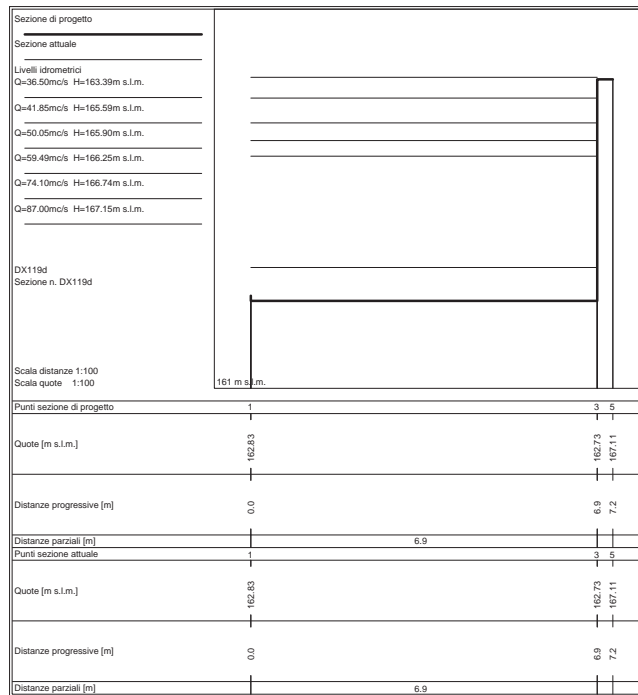 Sezione di progetto
Sezione attuale
Livelli idrometrici
Q=36.50mc/s H=163.39m s.l.m.
Q=41.85mc/s H=165.59m s.l.m.
Q=50.05mc/s H=165.90m s.l.m.
Q=59.49mc/s H=166.25m s.l.m.
Q=74.10mc/s H=166.74m s.l.m.
Q=87.00mc/s H=167.15m s.l.m.
DX119d
Sezione n. DX119d
Scala distanze 1:100
Scala quote 1:100
161 m s.l.m.
Punti sezione di progetto 1 3 5
Quote [m s.l.m.] 162.83 162.73 167.11
Distanze progressive [m] 0.0 6.9 7.2
Distanze parziali [m] 6.9
Punti sezione attuale 1 3 5
Quote [m s.l.m.] 162.83 162.73 167.11
Distanze progressive [m] 0.0 6.9 7.2
Distanze parziali [m] 6.9